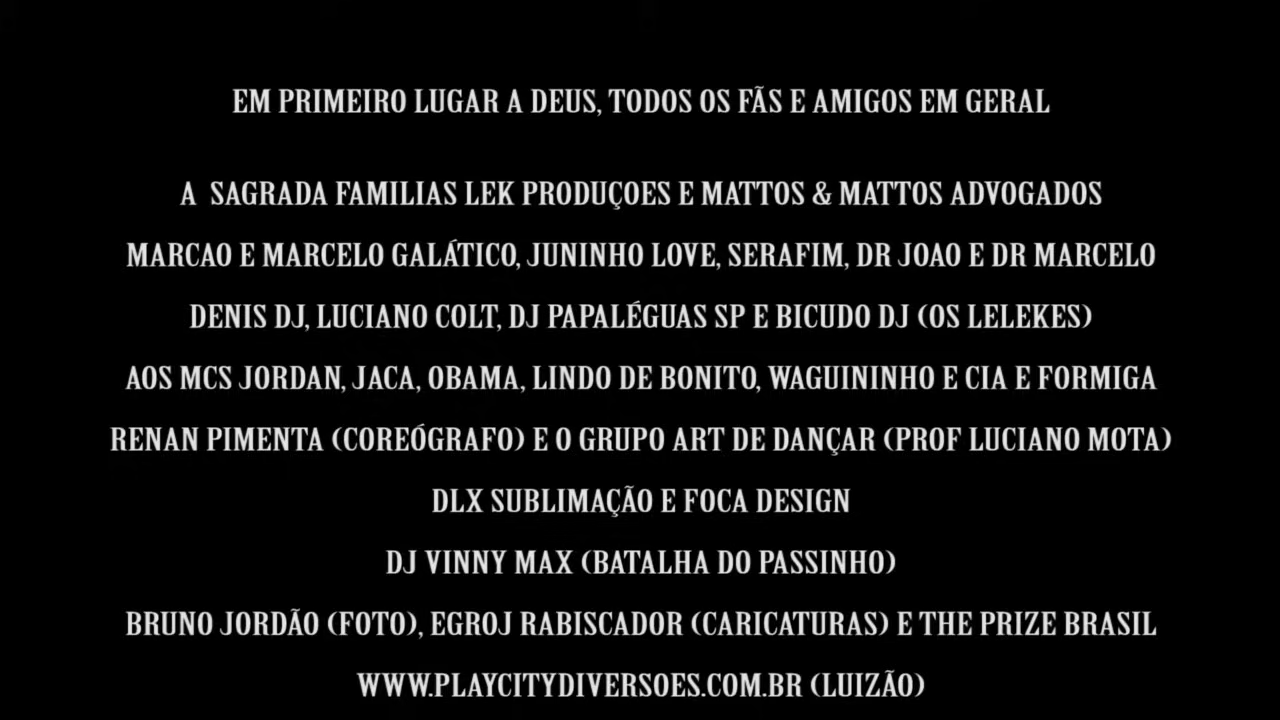 EM PRIMEIRO LUGAR A DEUS, TODOS OS FÃS E AMIGOS EM GERAL
A SAGRADA FAMILIAS LEK PRODUÇOES E MATTOS & MATTOS ADVOGADOS
MARCAO E MARCELO GALÁTICO, JUNINHO LOVE, SERAFIM, DR JOAO E DR MARCELO
DENIS DJ, LUCIANO COLT, DJ PAPALÉGUAS SP E BICUDO DJ (OS LELEKES)
AOS MCS JORDAN, JACA, OBAMA, LINDO DE BONITO, WAGUININHO E CIA E FORMIGA
RENAN PIMENTA (COREÓGRAFO) E O GRUPO ART DE DANÇAR (PROF LUCIANO MOTA)
DLX SUBLIMAÇÃO E FOCA DESIGN
DJ VINNY MAX (BATALHA DO PASSINHO)
BRUNO JORDÃO (FOTO), EGROJ RABISCADOR (CARICATURAS) E THE PRIZE BRASIL
WWW.PLAYCITYDIVERSOES.COM.BR (LUIZÃO)